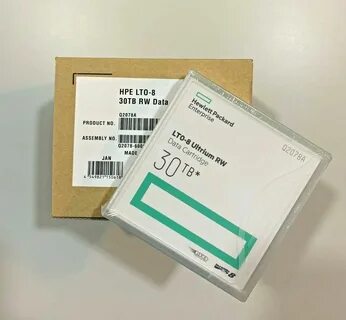 HPE LTO-8
30TB RW Data
Q2078A
PRODUCT NO.
ASSEMBLY NO.
MADE
JAN
Hewlett Packard
Enterprise
LTO-8 Ultrium RW
Data Cartridge
Q2078A
30TB*